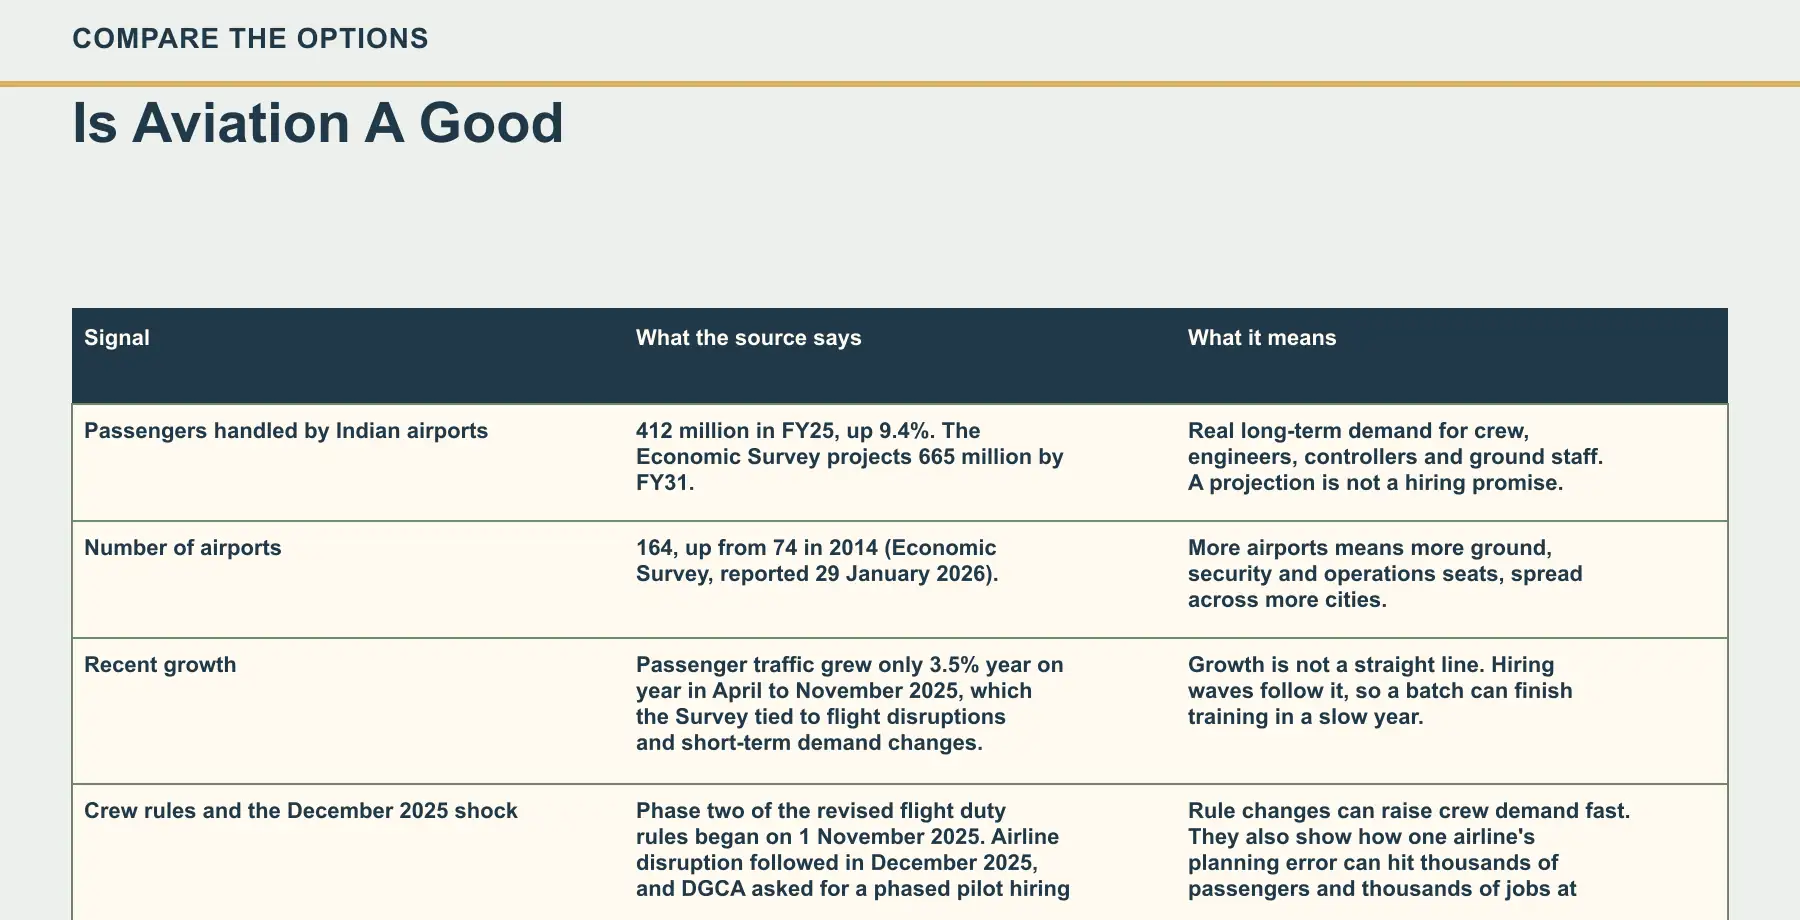 COMPARE THE OPTIONS
Is Aviation A Good
Signal
What the source says
What it means
Passengers handled by Indian airports
412 million in FY25, up 9.4%. The
Economic Survey projects 665 million by
FY31.
Real long-term demand for crew,
engineers, controllers and ground staff.
A projection is not a hiring promise.
Number of airports
164, up from 74 in 2014 (Economic
Survey, reported 29 January 2026).
More airports means more ground,
security and operations seats, spread
across more cities.
Recent growth
Passenger traffic grew only 3.5% year on
year in April to November 2025, which
the Survey tied to flight disruptions
and short-term demand changes.
Growth is not a straight line. Hiring
waves follow it, so a batch can finish
training in a slow year.
Crew rules and the December 2025 shock
Phase two of the revised flight duty
rules began on 1 November 2025. Airline
disruption followed in December 2025,
and DGCA asked for a phased pilot hiring
Rule changes can raise crew demand fast.
They also show how one airline's
planning error can hit thousands of
passengers and thousands of jobs at